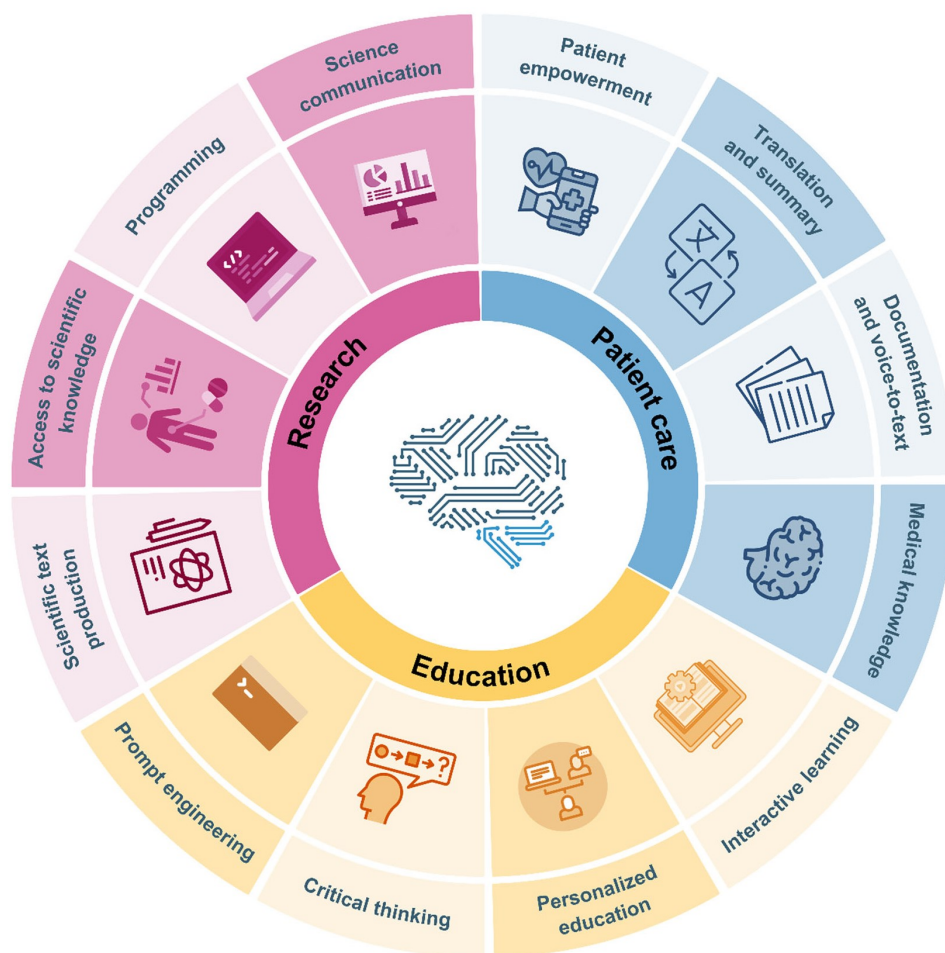 Science
communication
Patient
empowerment
Translation
and summary
Documentation
and voice-to-text
Medical knowledge
Interactive learning
Personalized
education
Critical thinking
Prompt engineering
Scientific text
production
Access to scientific
knowledge
Programming
Research
Patient care
Education